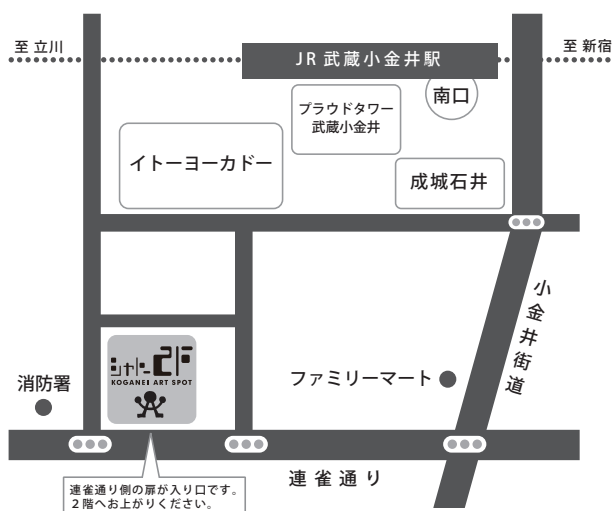 至 立川
至 新宿
JR 武蔵小金井駅
南口
プラウドタワー
武蔵小金井
イトーヨーカドー
成城石井
小金井街道
シャトー2F
KOGANEI ART SPOT
消防署
ファミリーマート
連雀通り
連雀通り側の扉が入り口です。
2階へお上がりください。